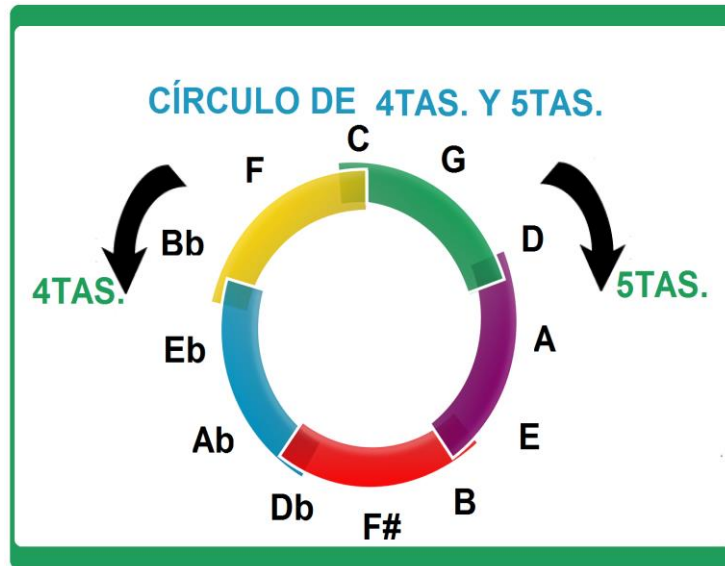 CÍRCULO DE 4TAS. Y 5TAS.
C
G
D
A
E
B
F#
Db
Ab
Eb
Bb
F
4TAS.
5TAS.